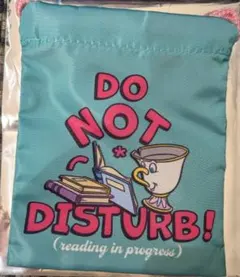 DO
NOT
DISTURB!
(reading in progress)